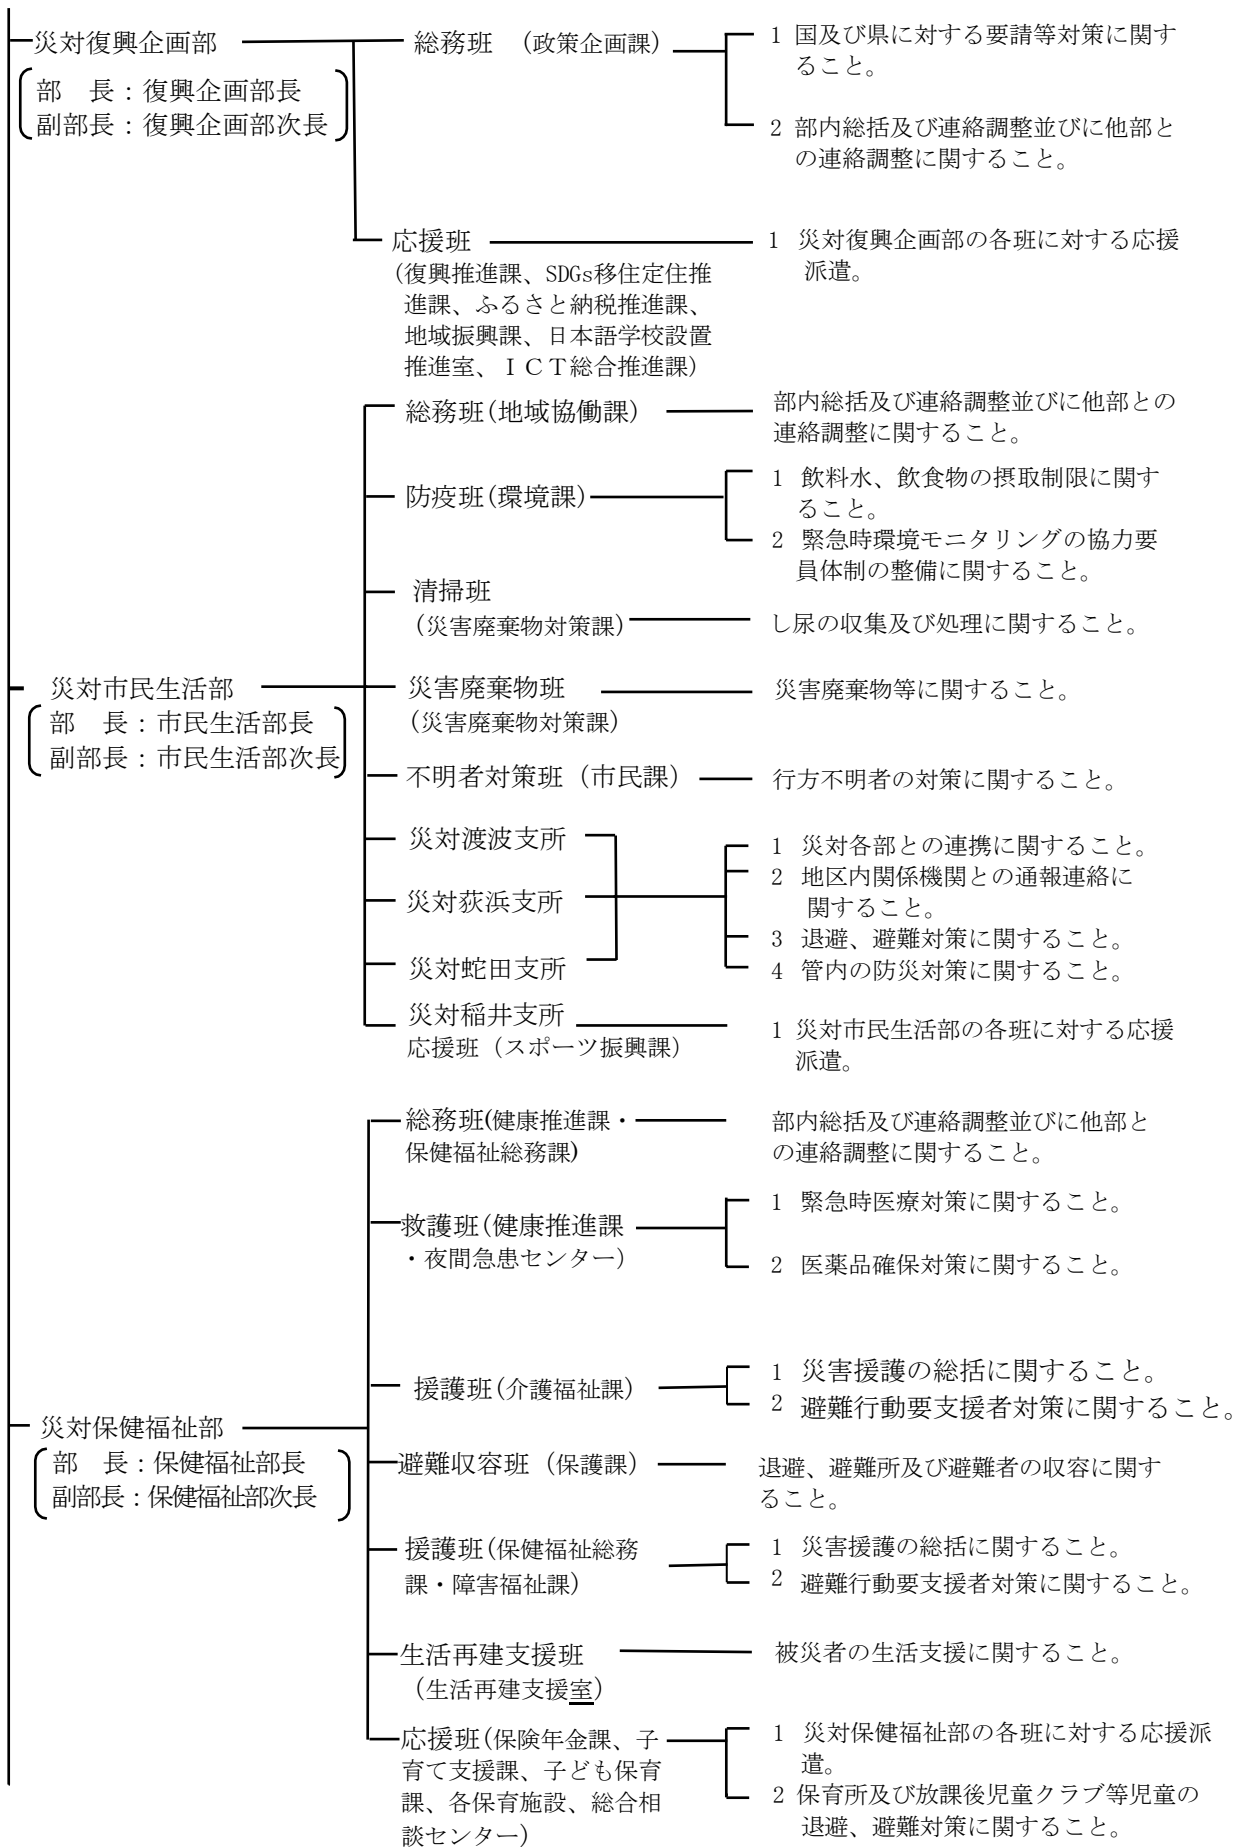 災対復興企画部
部　長：復興企画部長
副部長：復興企画部次長
総務班　（政策企画課）
1 国及び県に対する要請等対策に関す
ること。
2 部内総括及び連絡調整並びに他部と
の連絡調整に関すること。
応援班
（復興推進課、SDGs移住定住推
進課、ふるさと納税推進課、
地域振興課、日本語学校設置
推進室、ＩＣＴ総合推進課）
1 災対復興企画部の各班に対する応援
派遣。
災対市民生活部
部　長：市民生活部長
副部長：市民生活部次長
総務班（地域協働課）
部内総括及び連絡調整並びに他部との
連絡調整に関すること。
防疫班（環境課）
1 飲料水、飲食物の摂取制限に関す
ること。
2 緊急時環境モニタリングの協力要
員体制の整備に関すること。
清掃班
（災害廃棄物対策課）
し尿の収集及び処理に関すること。
災害廃棄物班
（災害廃棄物対策課）
災害廃棄物等に関すること。
不明者対策班（市民課）
行方不明者の対策に関すること。
災対渡波支所
災対荻浜支所
災対蛇田支所
1 災対各部との連携に関すること。
2 地区内関係機関との通報連絡に
関すること。
3 退避、避難対策に関すること。
4 管内の防災対策に関すること。
災対稲井支所
応援班（スポーツ振興課）
1 災対市民生活部の各班に対する応援
派遣。
災対保健福祉部
部　長：保健福祉部長
副部長：保健福祉部次長
総務班(健康推進課・
保健福祉総務課)
部内総括及び連絡調整並びに他部と
の連絡調整に関すること。
救護班（健康推進課
・夜間急患センター）
1 緊急時医療対策に関すること。
2 医薬品確保対策に関すること。
援護班（介護福祉課）
1 災害援護の総括に関すること。
2 避難行動要支援者対策に関すること。
避難収容班（保護課）
退避、避難所及び避難者の収容に関す
ること。
援護班（保健福祉総務
課・障害福祉課）
1 災害援護の総括に関すること。
2 避難行動要支援者対策に関すること。
生活再建支援班
（生活再建支援室）
被災者の生活支援に関すること。
応援班（保険年金課、子
育て支援課、子ども保育
課、各保育施設、総合相
談センター）
1 災対保健福祉部の各班に対する応援派
遣。
2 保育所及び放課後児童クラブ等児童の
退避、避難対策に関すること。